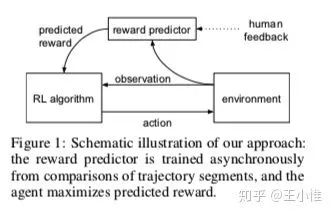 predicted
reward
reward predictor
human
feedback
observation
RL algorithm
environment
action
Figure 1: Schematic illustration of our approach:
the reward predictor is trained asynchronously
from comparisons of trajectory segments, and the
agent maximizes predicted reward.
知乎 @王小惟